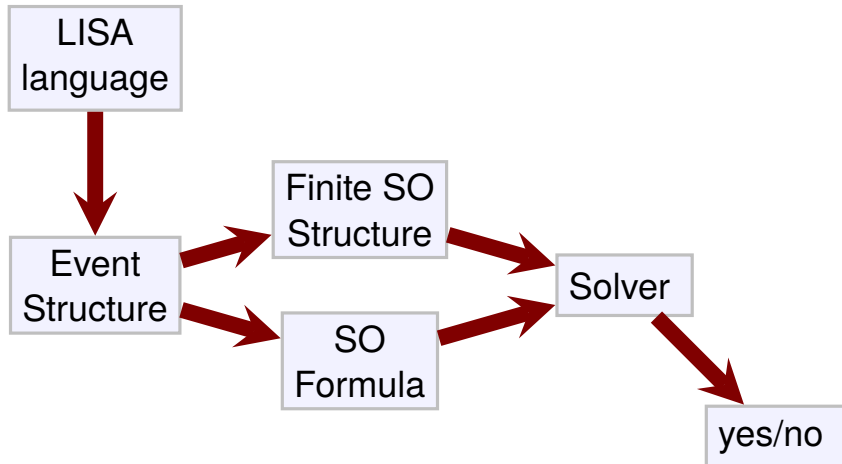 LISA
language
Finite SO
Structure
Event
Structure
Solver
SO
Formula
yes/no